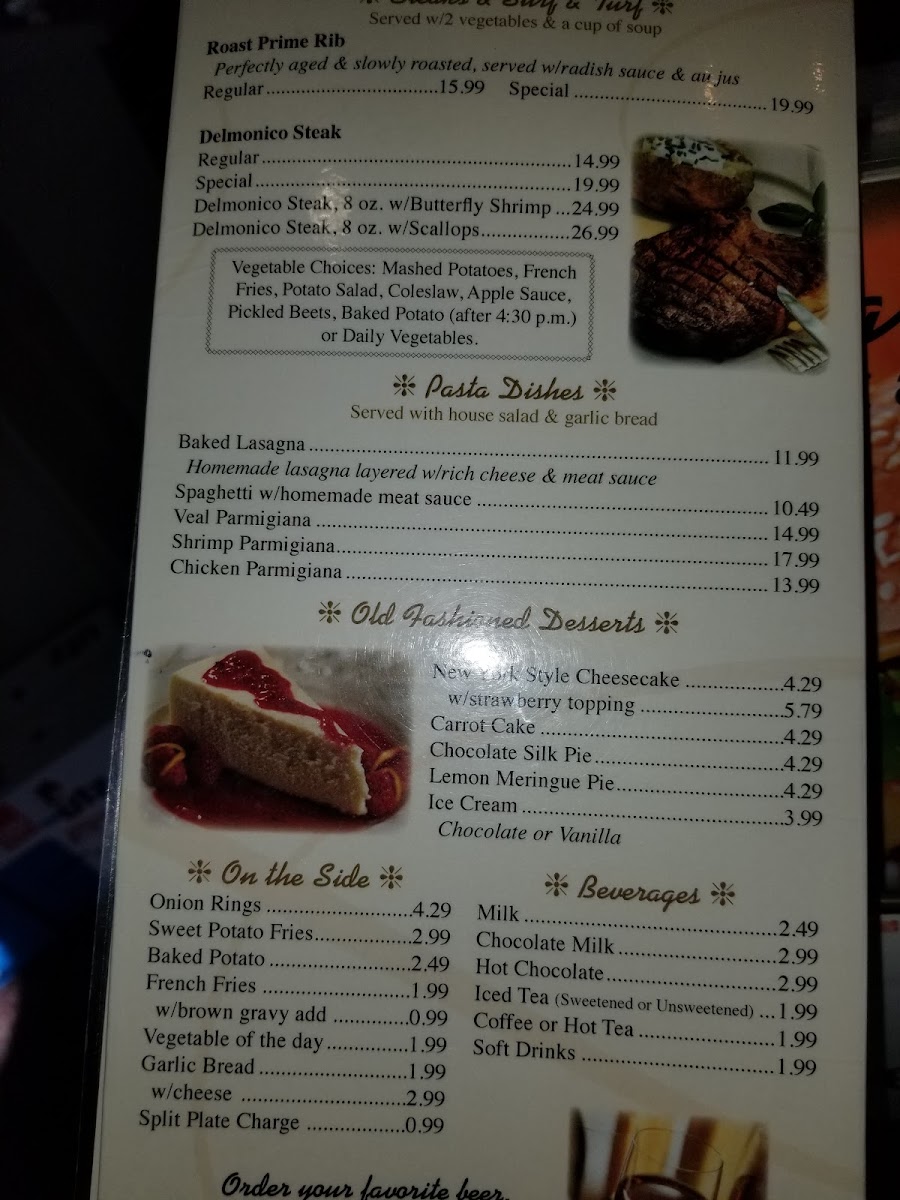 Steaks & Surf & Turf
Served w/2 vegetables & a cup of soup
Roast Prime Rib
Perfectly aged & slowly roasted, served w/radish sauce & au jus
Regular................................15.99 Special ................................19.99
Delmonico Steak
Regular................................14.99
Special................................19.99
Delmonico Steak, 8 oz. w/Butterfly Shrimp ...24.99
Delmonico Steak, 8 oz. w/Scallops................26.99
Vegetable Choices: Mashed Potatoes, French
Fries, Potato Salad, Coleslaw, Apple Sauce,
Pickled Beets, Baked Potato (after 4:30 p.m.)
or Daily Vegetables.
Pasta Dishes
Served with house salad & garlic bread
Baked Lasagna ................................ 11.99
Homemade lasagna layered w/rich cheese & meat sauce
Spaghetti w/homemade meat sauce ................................ 10.49
Veal Parmigiana ................................ 14.99
Shrimp Parmigiana................................ 17.99
Chicken Parmigiana ................................ 13.99
Old Fashioned Desserts
New York Style Cheesecake ..................4.29
w/strawberry topping ..........................5.79
Carrot Cake ................................4.29
Chocolate Silk Pie................................4.29
Lemon Meringue Pie............................4.29
Ice Cream ................................3.99
Chocolate or Vanilla
On the Side
Onion Rings ..........................4.29
Sweet Potato Fries.................2.99
Baked Potato .........................2.49
French Fries ..........................1.99
w/brown gravy add ..............0.99
Vegetable of the day...............1.99
Garlic Bread ..........................1.99
w/cheese .............................2.99
Split Plate Charge ..................0.99
Beverages
Milk ................................2.49
Chocolate Milk ..........................2.99
Hot Chocolate............................2.99
Iced Tea (Sweetened or Unsweetened) ...1.99
Coffee or Hot Tea .......................1.99
Soft Drinks ................................1.99
Order your favorite beer,